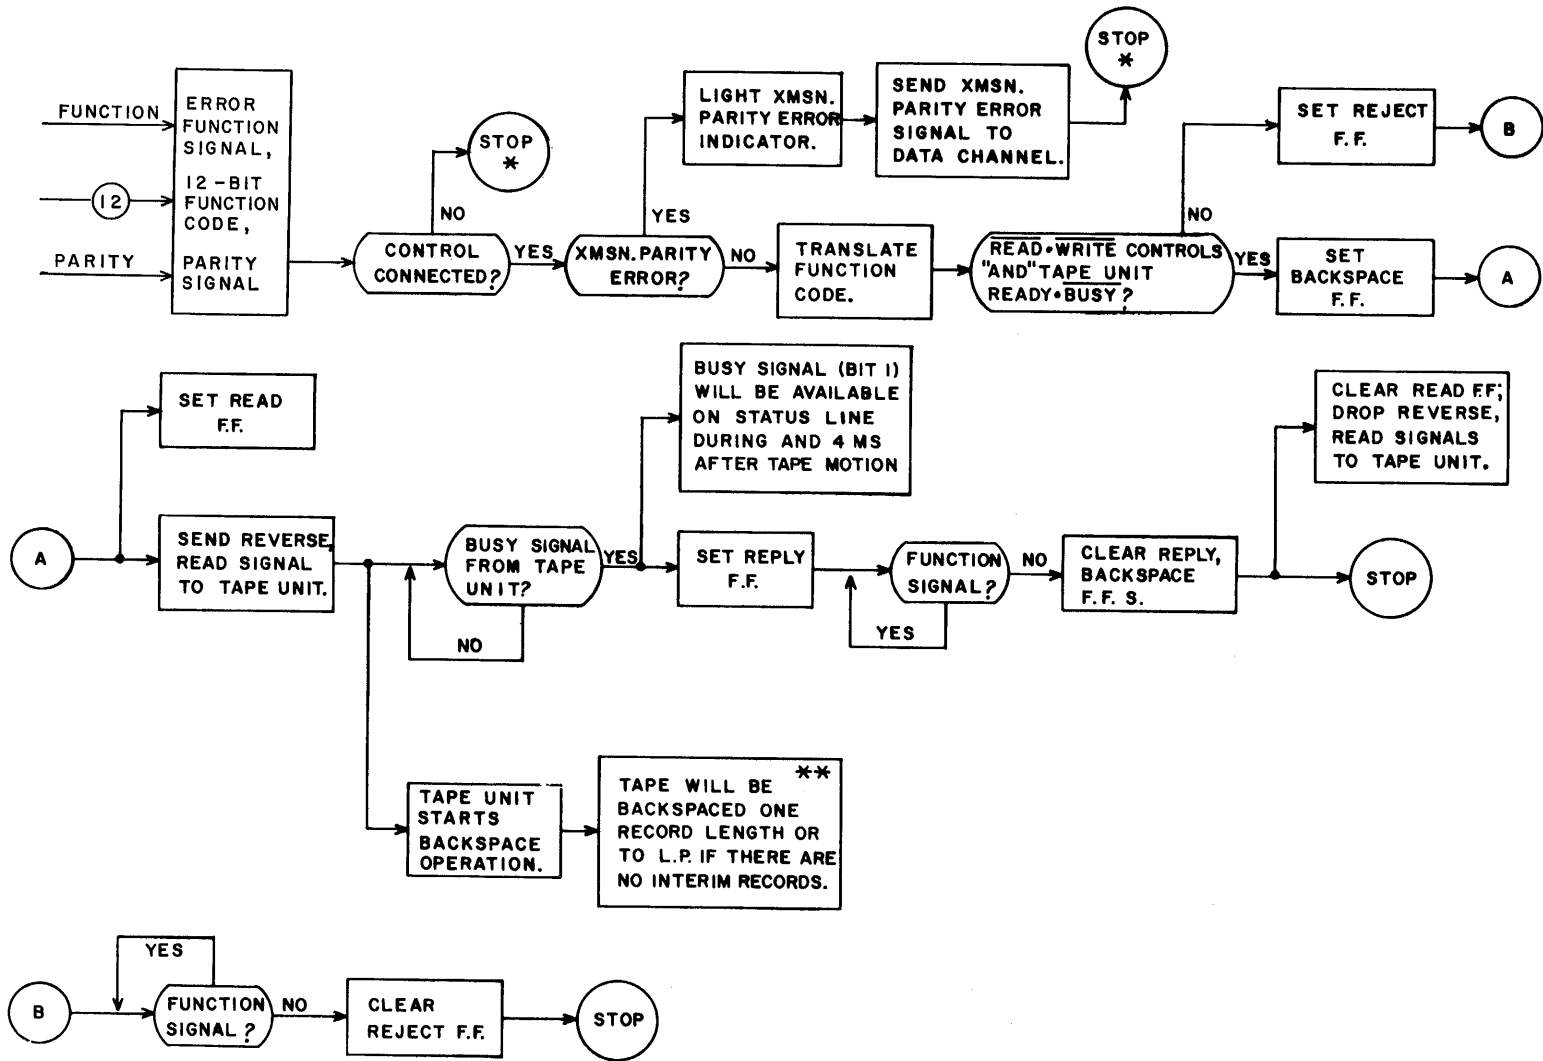 FUNCTION
12
PARITY
ERROR
FUNCTION
SIGNAL,
12-BIT
FUNCTION
CODE,
PARITY
SIGNAL
CONTROL
CONNECTED?
NO
STOP
*
YES
XMSN. PARITY
ERROR?
YES
LIGHT XMSN.
PARITY ERROR
INDICATOR.
SEND XMSN.
PARITY ERROR
SIGNAL TO
DATA CHANNEL.
STOP
*
NO
TRANSLATE
FUNCTION
CODE.
R̅E̅A̅D̅•W̅R̅I̅T̅E̅ CONTROLS
"AND" TAPE UNIT
READY•B̅U̅S̅Y̅?
NO
SET REJECT
F.F.
B
YES
SET
BACKSPACE
F.F.
A
A
SET READ
F.F.
SEND REVERSE,
READ SIGNAL
TO TAPE UNIT.
BUSY SIGNAL
FROM TAPE
UNIT?
NO
YES
BUSY SIGNAL (BIT 1)
WILL BE AVAILABLE
ON STATUS LINE
DURING AND 4 MS
AFTER TAPE MOTION
SET REPLY
F.F.
FUNCTION
SIGNAL?
YES
NO
CLEAR REPLY,
BACKSPACE
F.F.S.
CLEAR READ F.F;
DROP REVERSE,
READ SIGNALS
TO TAPE UNIT.
STOP
TAPE UNIT
STARTS
BACKSPACE
OPERATION.
**
TAPE WILL BE
BACKSPACED ONE
RECORD LENGTH OR
TO L.P. IF THERE ARE
NO INTERIM RECORDS.
B
YES
FUNCTION
SIGNAL?
NO
CLEAR
REJECT F.F.
STOP